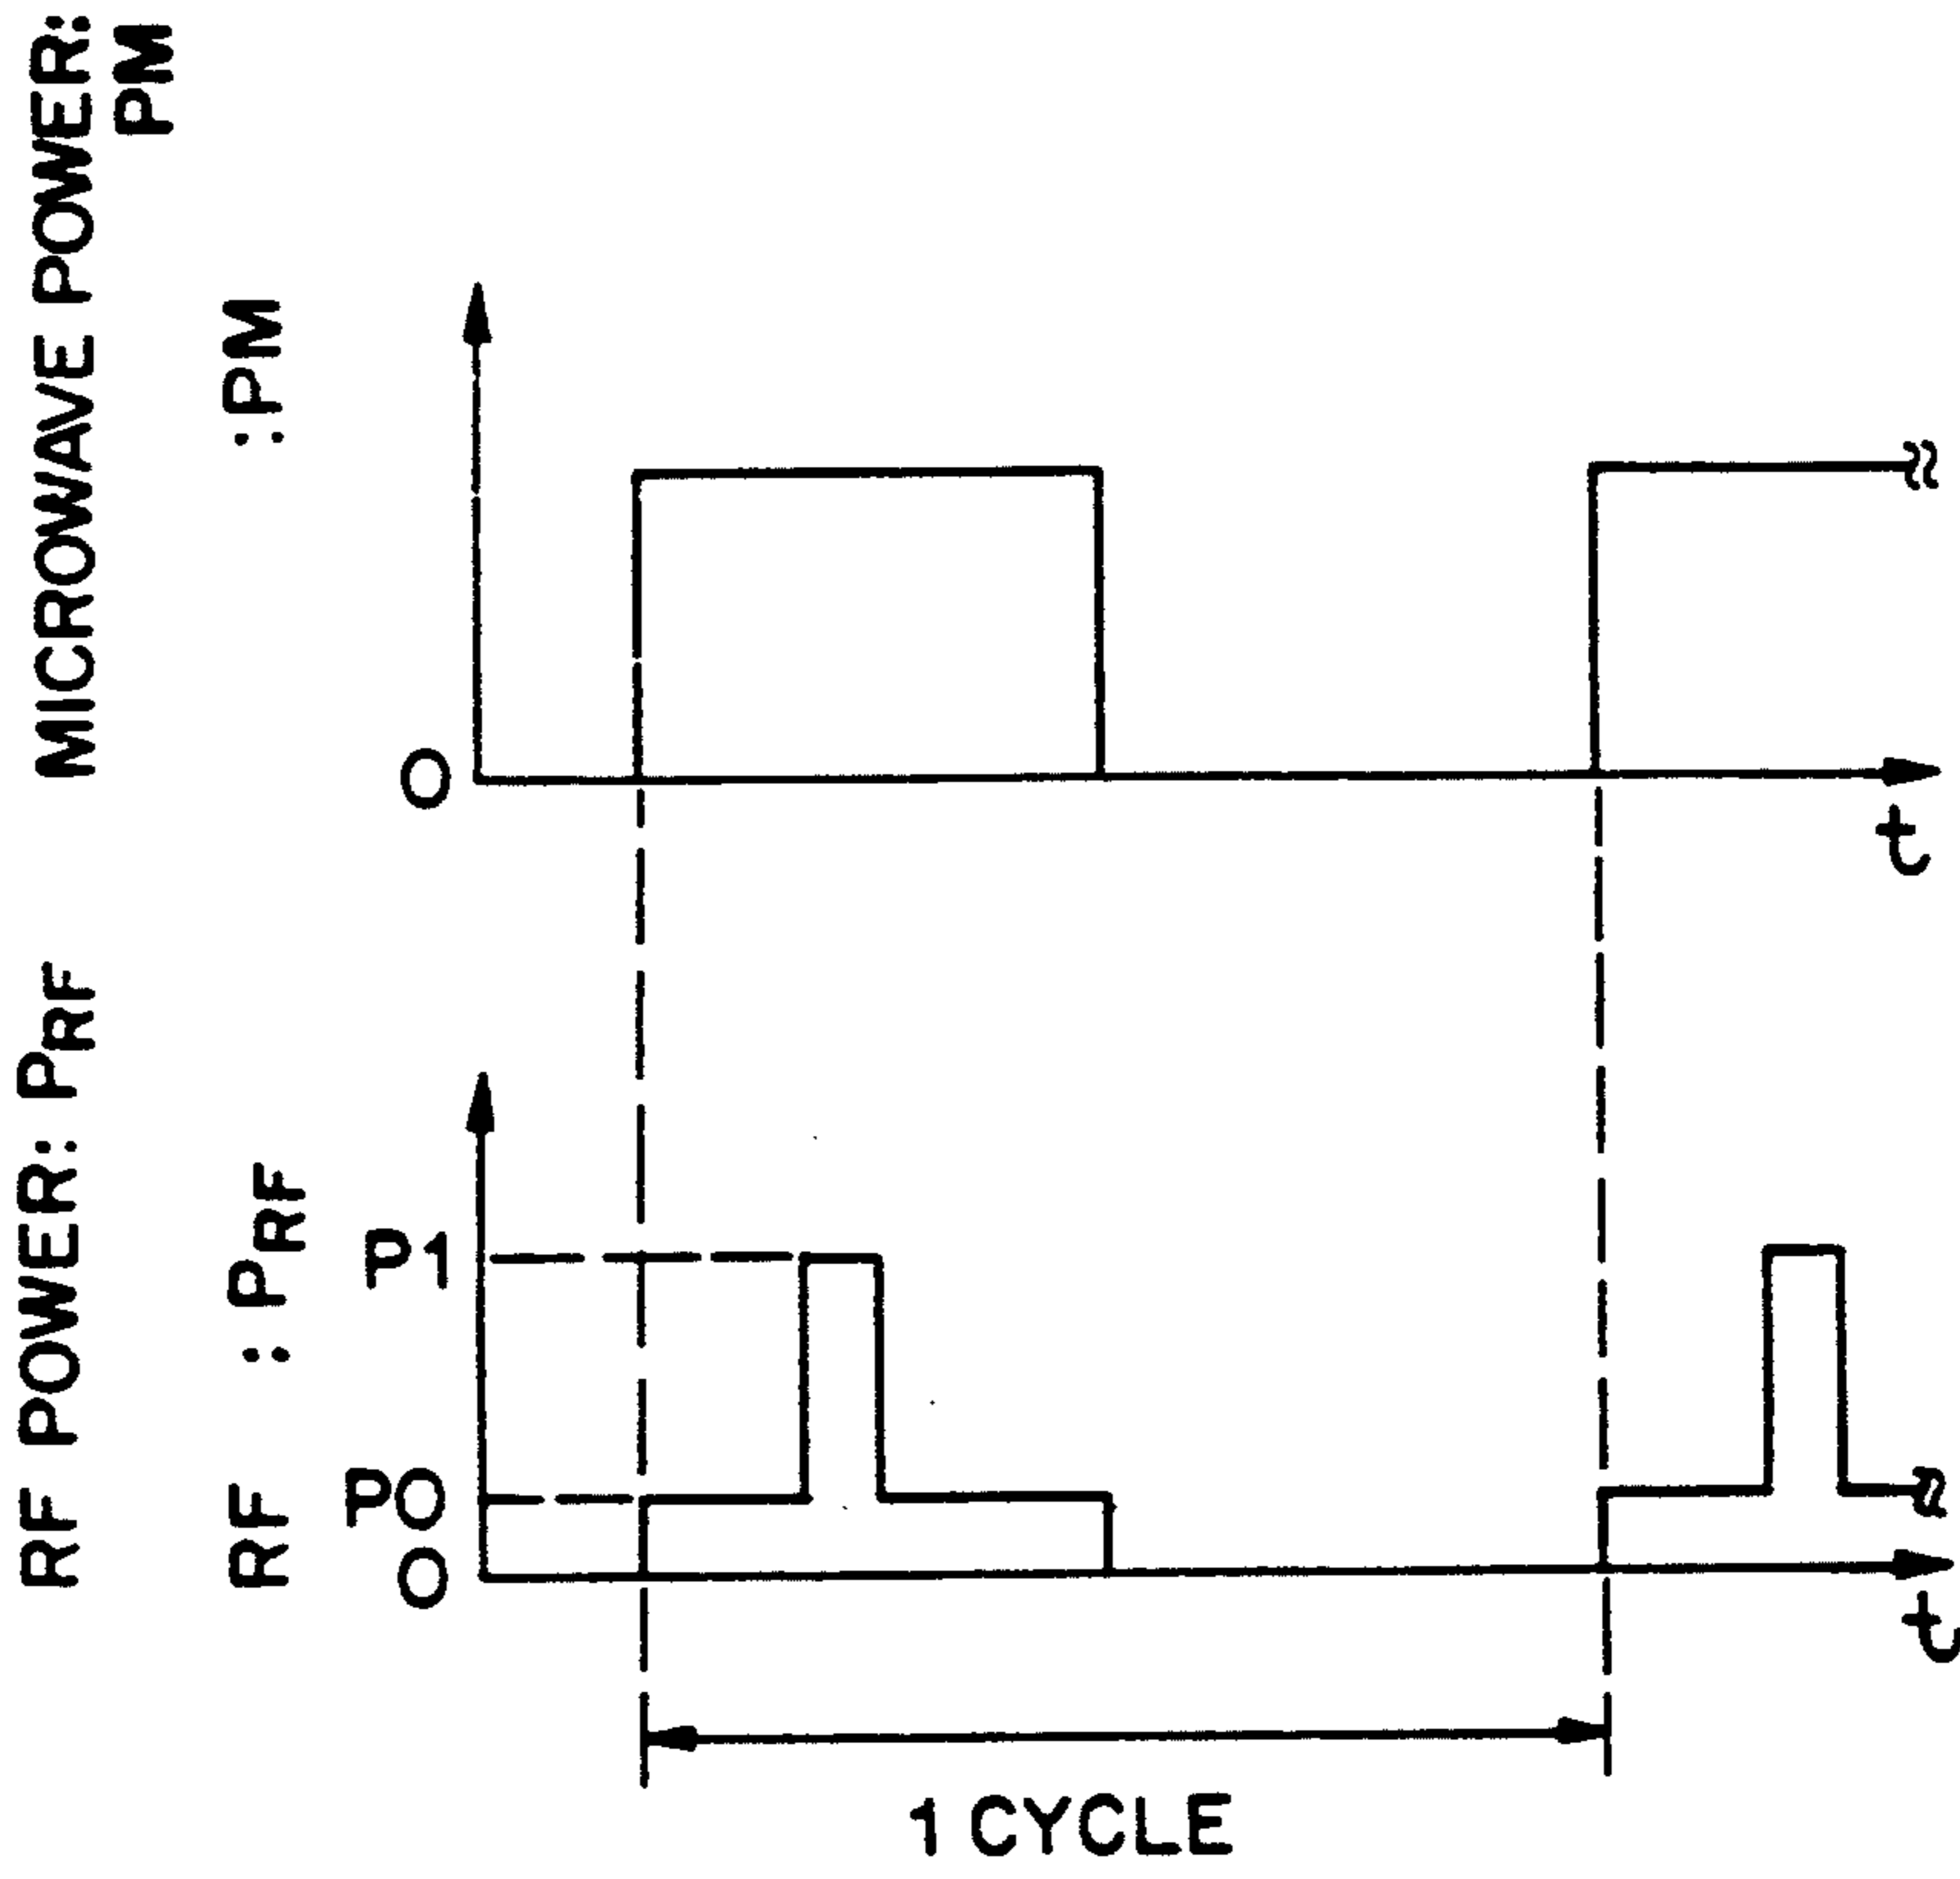 MICROWAVE POWER:
PM
: PM
O
t
RF POWER: PRF
RF : PRF
P1
PO
O
t
1 CYCLE